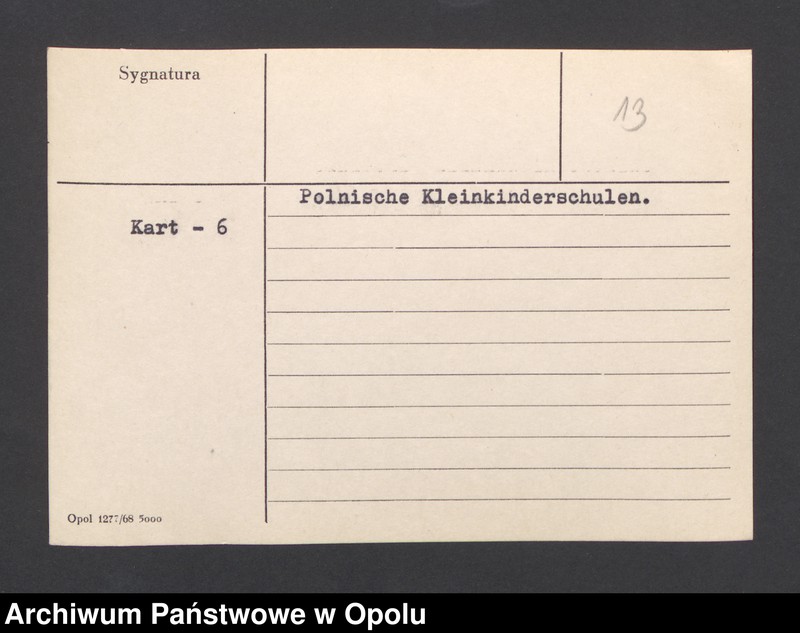 Sygnatura
13
Polnische Kleinkinderschulen.
Kart - 6
Opol 1277/68 5000
Archiwum Państwowe w Opolu